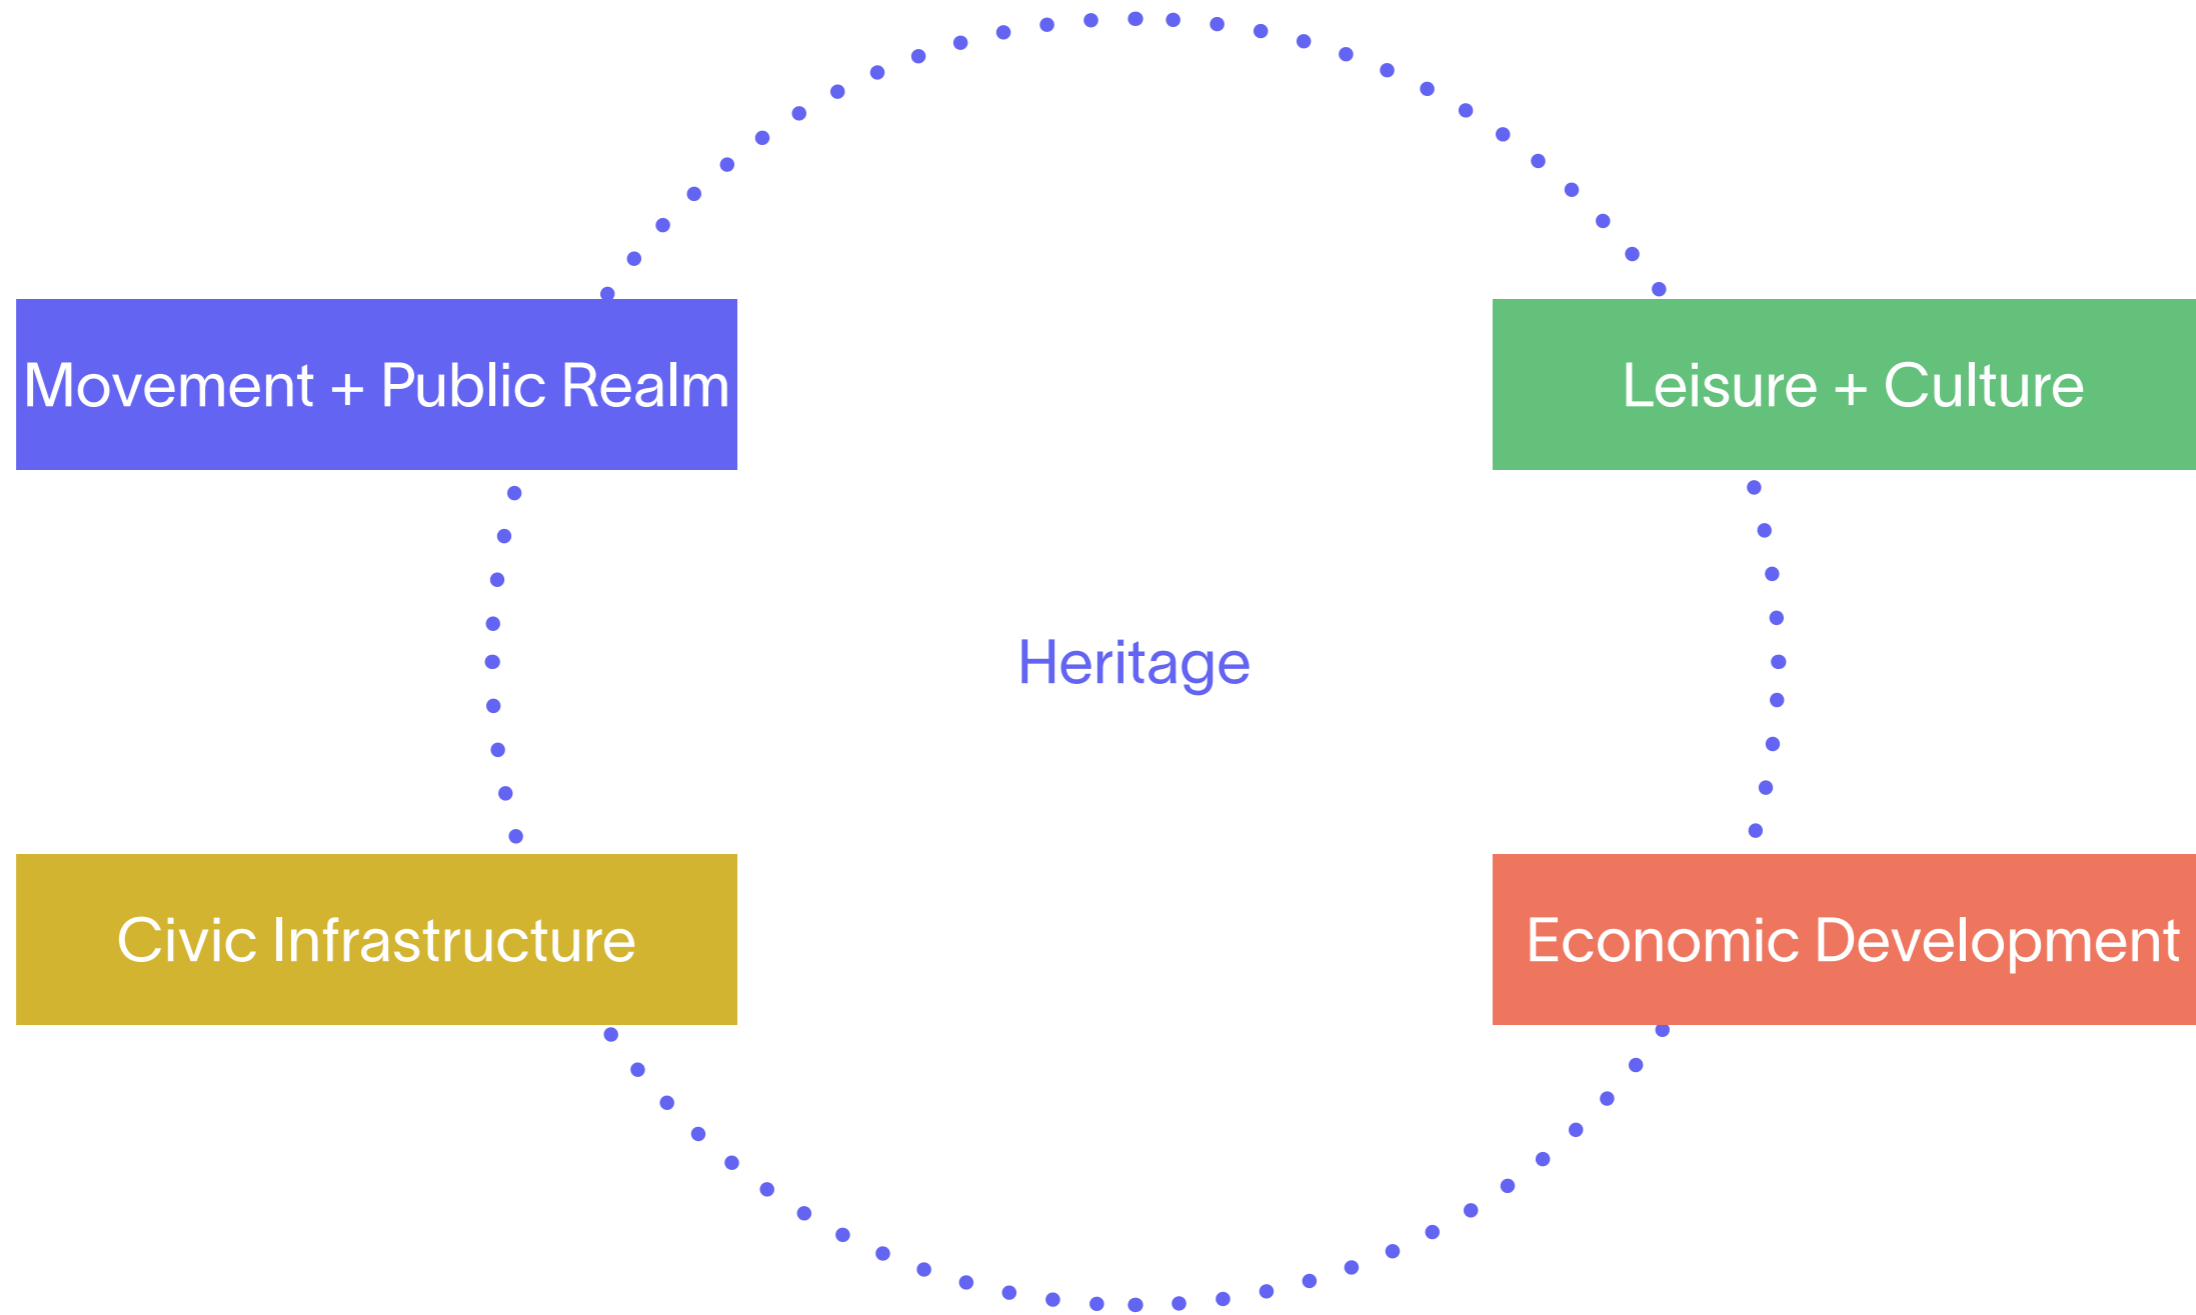 Movement + Public Realm
Leisure + Culture
Heritage
Civic Infrastructure
Economic Development